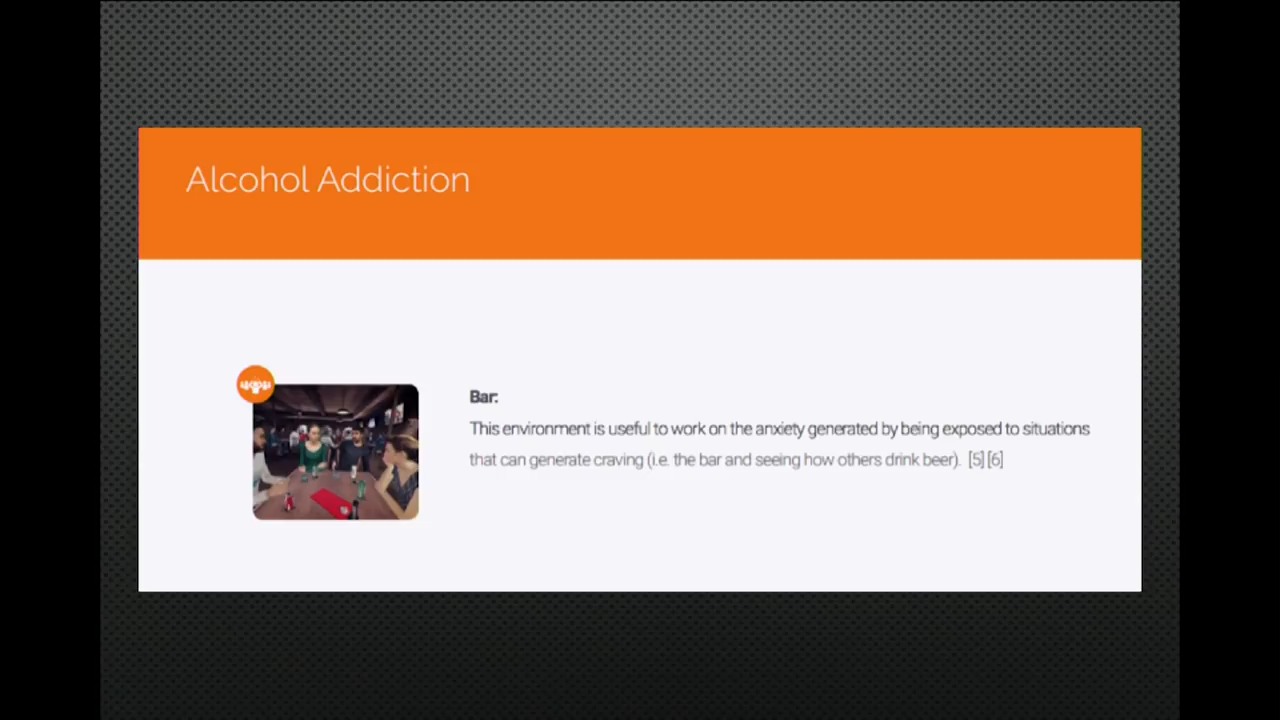 Alcohol Addiction
Bar:
This environment is useful to work on the anxiety generated by being exposed to situations
that can generate craving (i.e. the bar and seeing how others drink beer). [5] [6]